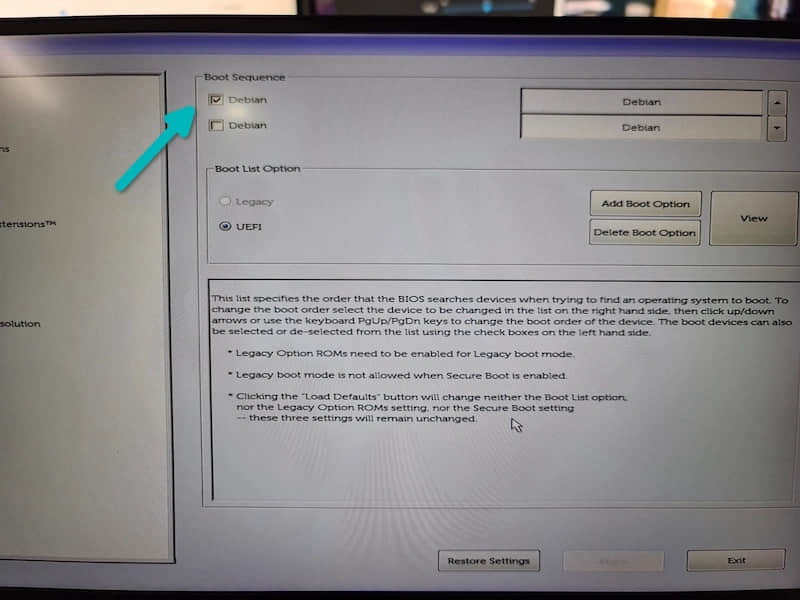 Boot Sequence
Debian
Debian
Debian
Debian
ns
Boot List Option
Legacy
UEFI
Add Boot Option
Delete Boot Option
View
xtensions™
solution
This list specifies the order that the BIOS searches devices when trying to find an operating system to boot. To
change the boot order select the device to be changed in the list on the right hand side, then click up/down
arrows or use the keyboard PgUp/PgDn keys to change the boot order of the device. The boot devices can also
be selected or de-selected from the list using the check boxes on the left hand side.
* Legacy Option ROMs need to be enabled for Legacy boot mode.
* Legacy boot mode is not allowed when Secure Boot is enabled.
* Clicking the "Load Defaults" button will change neither the Boot List option,
nor the Legacy Option ROMs setting, nor the Secure Boot setting
-- these three settings will remain unchanged.
Restore Settings
Exit